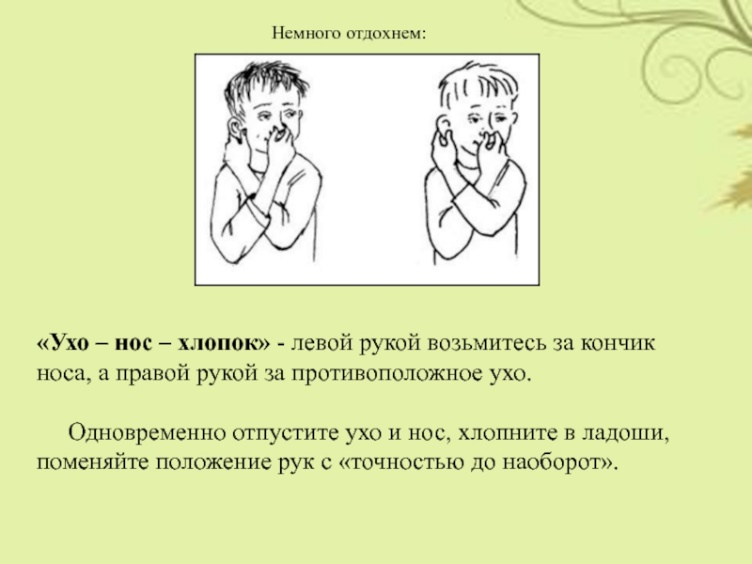 Немного отдохнем:
«Ухо – нос – хлопок» - левой рукой возьмитесь за кончик
носа, а правой рукой за противоположное ухо.
Одновременно отпустите ухо и нос, хлопните в ладоши,
поменяйте положение рук с «точностью до наоборот».